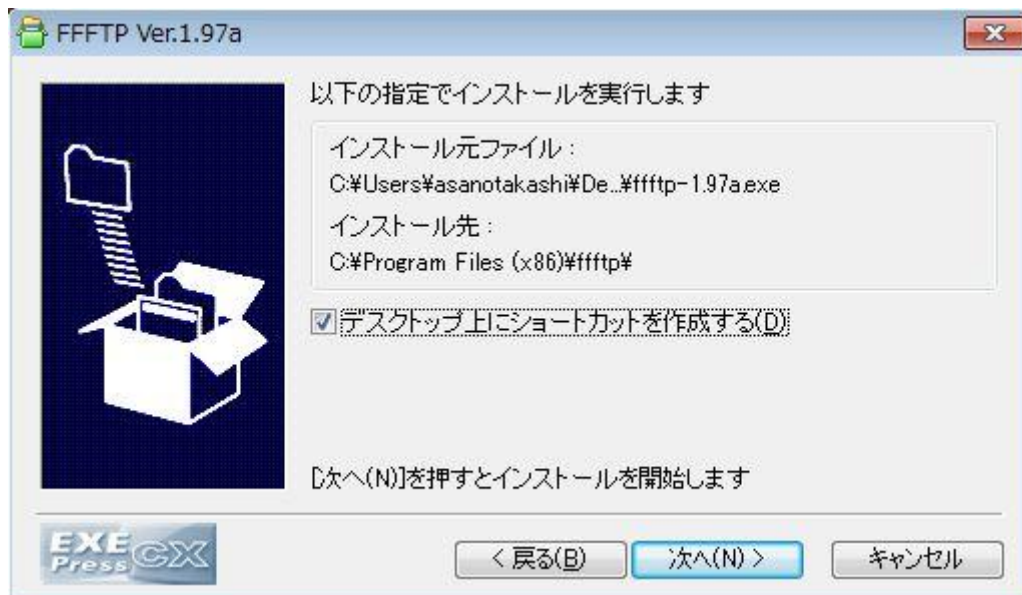 FFFTP Ver.1.97a
以下の指定でインストールを実行します
インストール元ファイル：
C:¥Users¥asanotakashi¥De...¥ffftp-1.97a.exe
インストール先：
C:¥Program Files (x86)¥ffftp¥
デスクトップ上にショートカットを作成する(D)
[次へ(N)]を押すとインストールを開始します
EXE Press CX
< 戻る(B) 次へ(N) > キャンセル